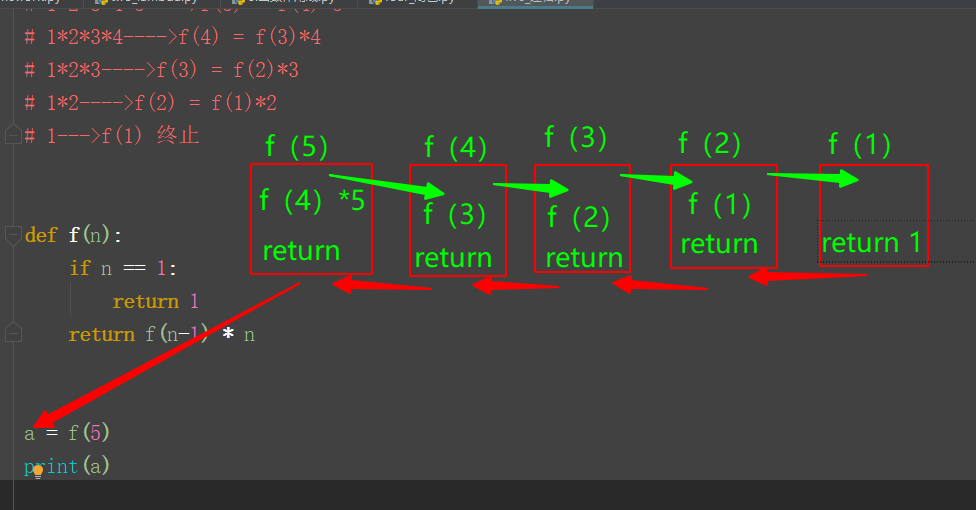 # 1*2*3*4---->f(4) = f(3)*4
# 1*2*3---->f(3) = f(2)*3
# 1*2---->f(2) = f(1)*2
# 1--->f(1) 终止
f (5)
f (4)
f (3)
f (2)
f (1)
f (4) *5
f (3)
f (2)
f (1)
return
return
return
return
return 1
def f(n):
if n == 1:
return 1
return f(n-1) * n
a = f(5)
print(a)